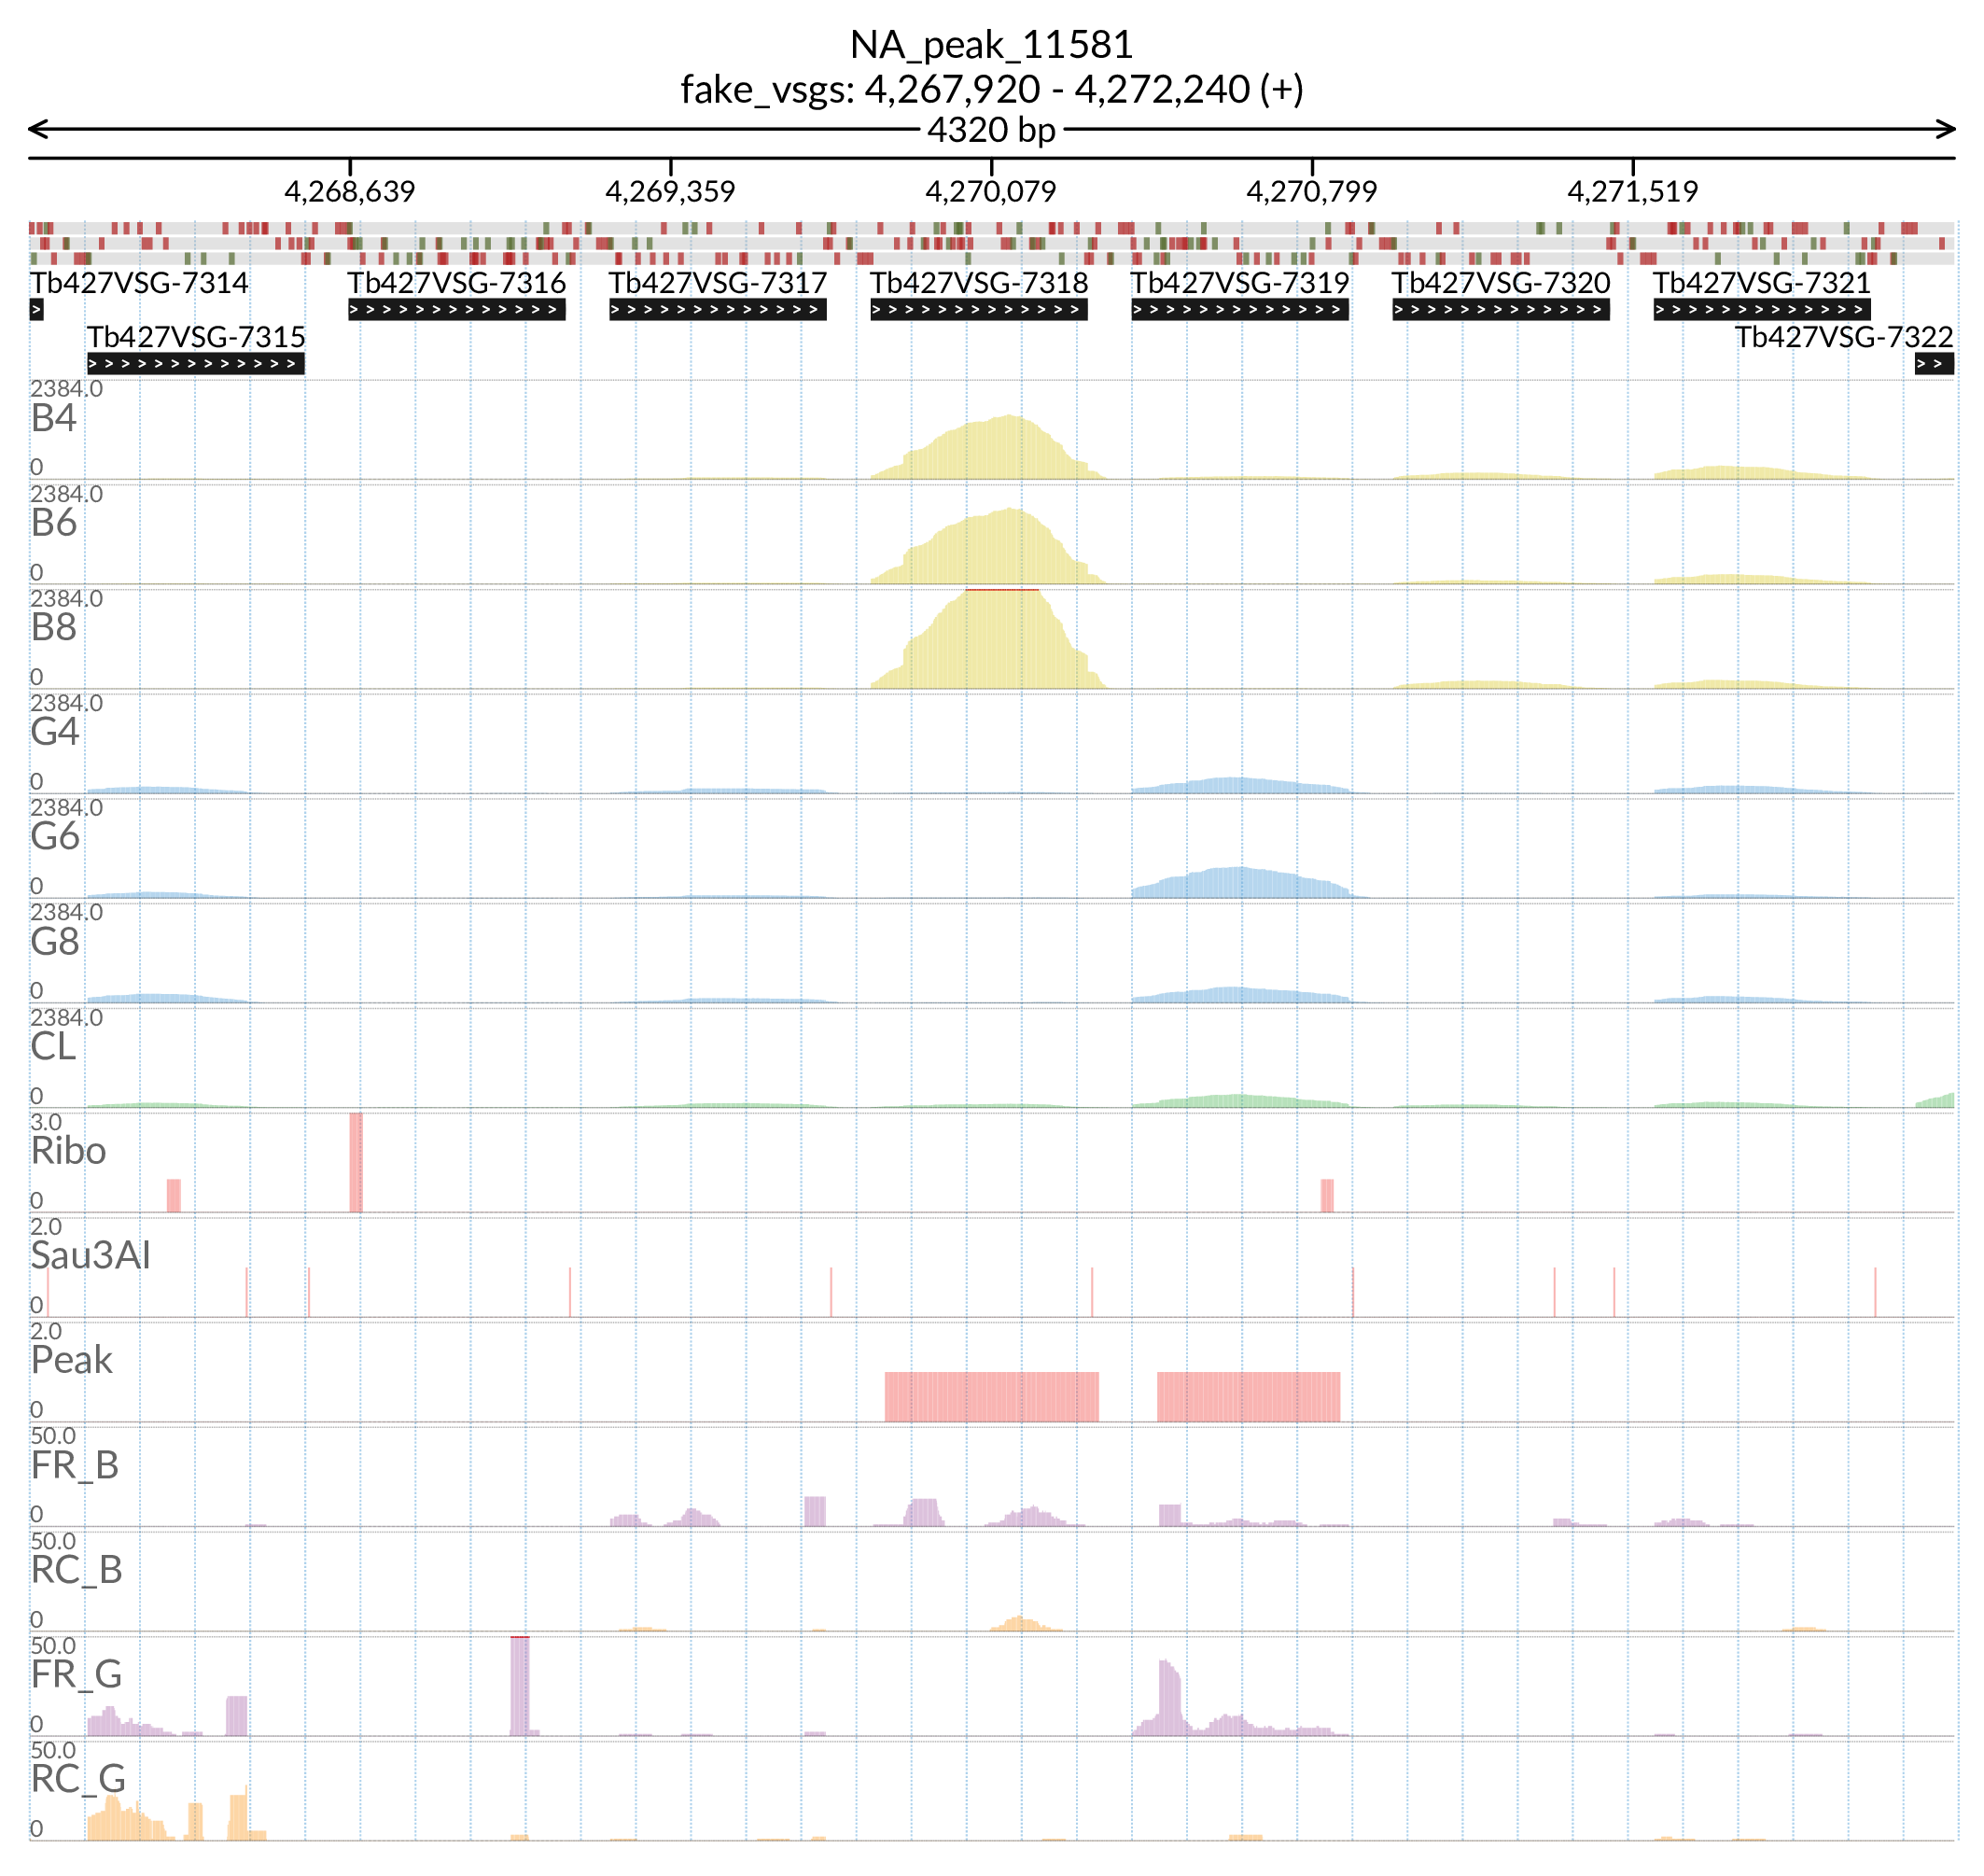 NA_peak_11581
fake_vsgs: 4,267,920 - 4,272,240 (+)
4320 bp
4,268,639 4,269,359 4,270,079 4,270,799 4,271,519
Tb427VSG-7314 Tb427VSG-7316 Tb427VSG-7317 Tb427VSG-7318 Tb427VSG-7319 Tb427VSG-7320 Tb427VSG-7321
Tb427VSG-7315 Tb427VSG-7322
2384.0
B4
0
2384.0
B6
0
2384.0
B8
0
2384.0
G4
0
2384.0
G6
0
2384.0
G8
0
2384.0
CL
0
3.0
Ribo
0
2.0
Sau3AI
0
2.0
Peak
0
50.0
FR_B
0
50.0
RC_B
0
50.0
FR_G
0
50.0
RC_G
0